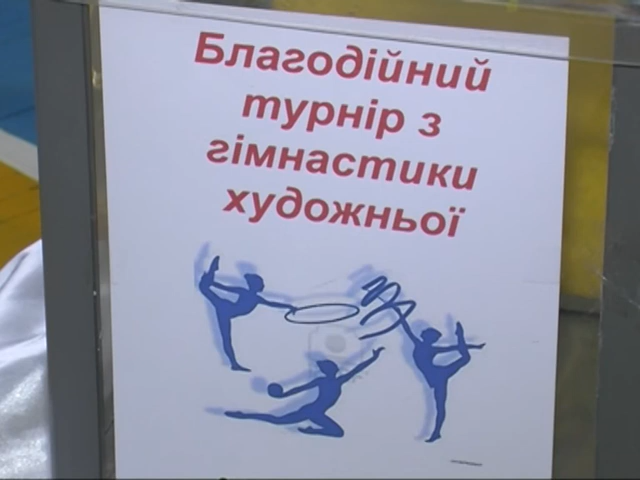 Благодійний
турнір з
гімнастики
художньої